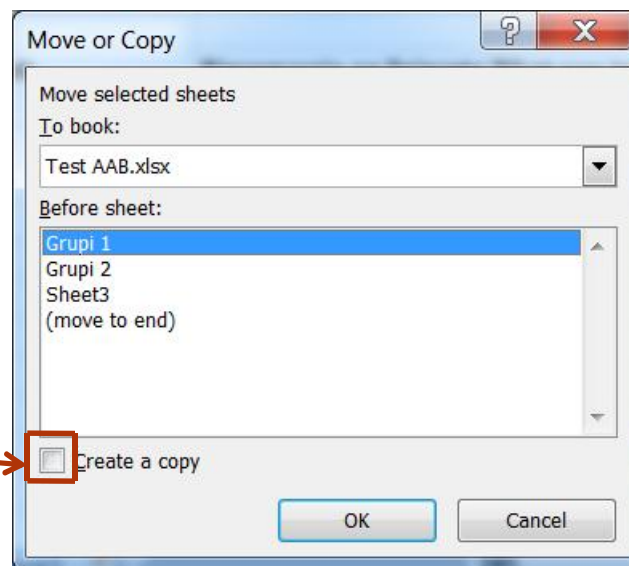 Move or Copy
Move selected sheets
To book:
Test AAB.xlsx
Before sheet:
Grupi 1
Grupi 2
Sheet3
(move to end)
Create a copy
OK
Cancel